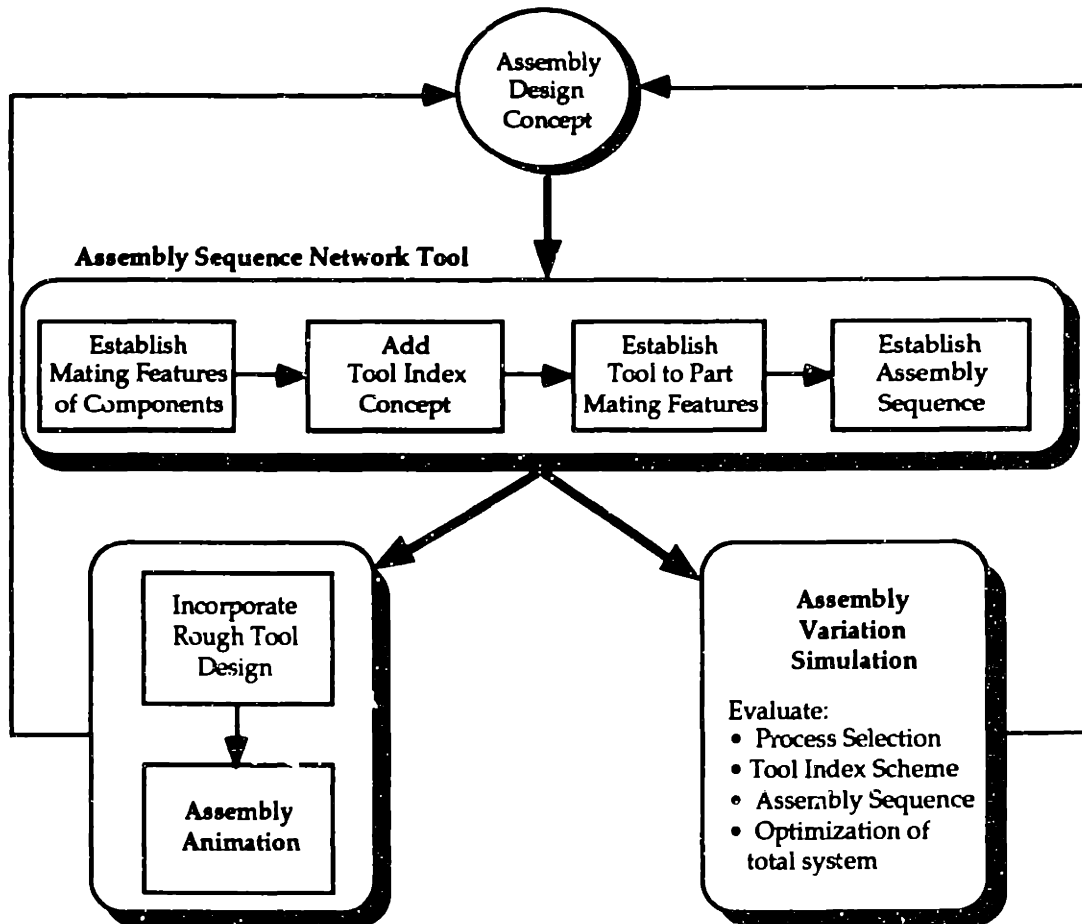 Assembly
Design
Concept
Assembly Sequence Network Tool
Establish
Mating Features
of Components
Add
Tool Index
Concept
Establish
Tool to Part
Mating Features
Establish
Assembly
Sequence
Incorporate
Rough Tool
Design
Assembly
Animation
Assembly
Variation
Simulation
Evaluate:
• Process Selection
• Tool Index Scheme
• Assembly Sequence
• Optimization of
total system